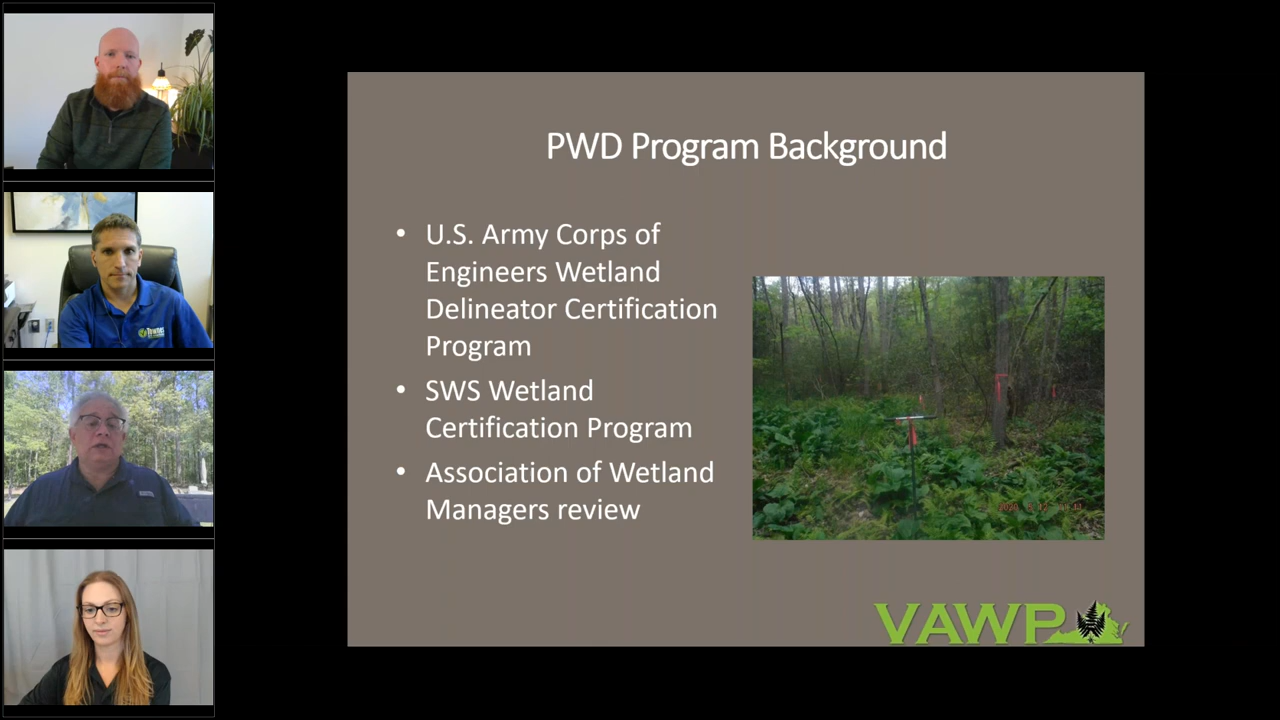 PWD Program Background
• U.S. Army Corps of
Engineers Wetland
Delineator Certification
Program
• SWS Wetland
Certification Program
• Association of Wetland
Managers review
VAWP